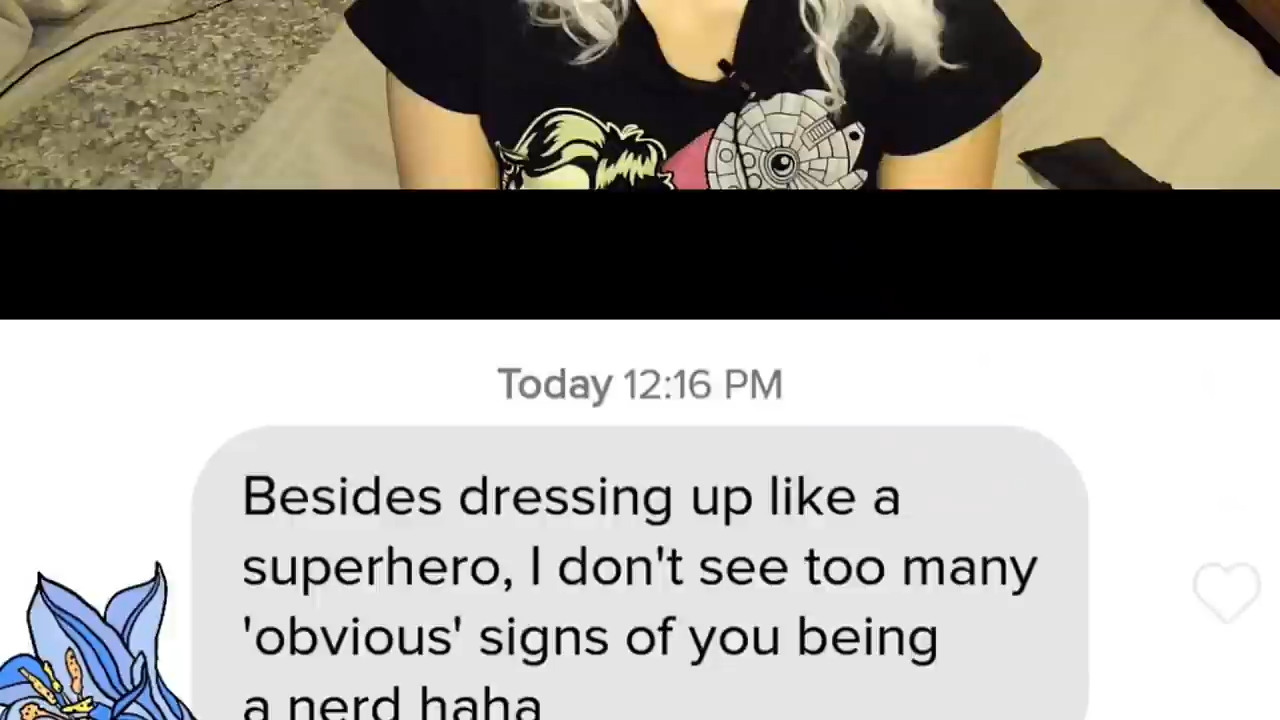 Today 12:16 PM
Besides dressing up like a
superhero, I don't see too many
'obvious' signs of you being
a nerd haha